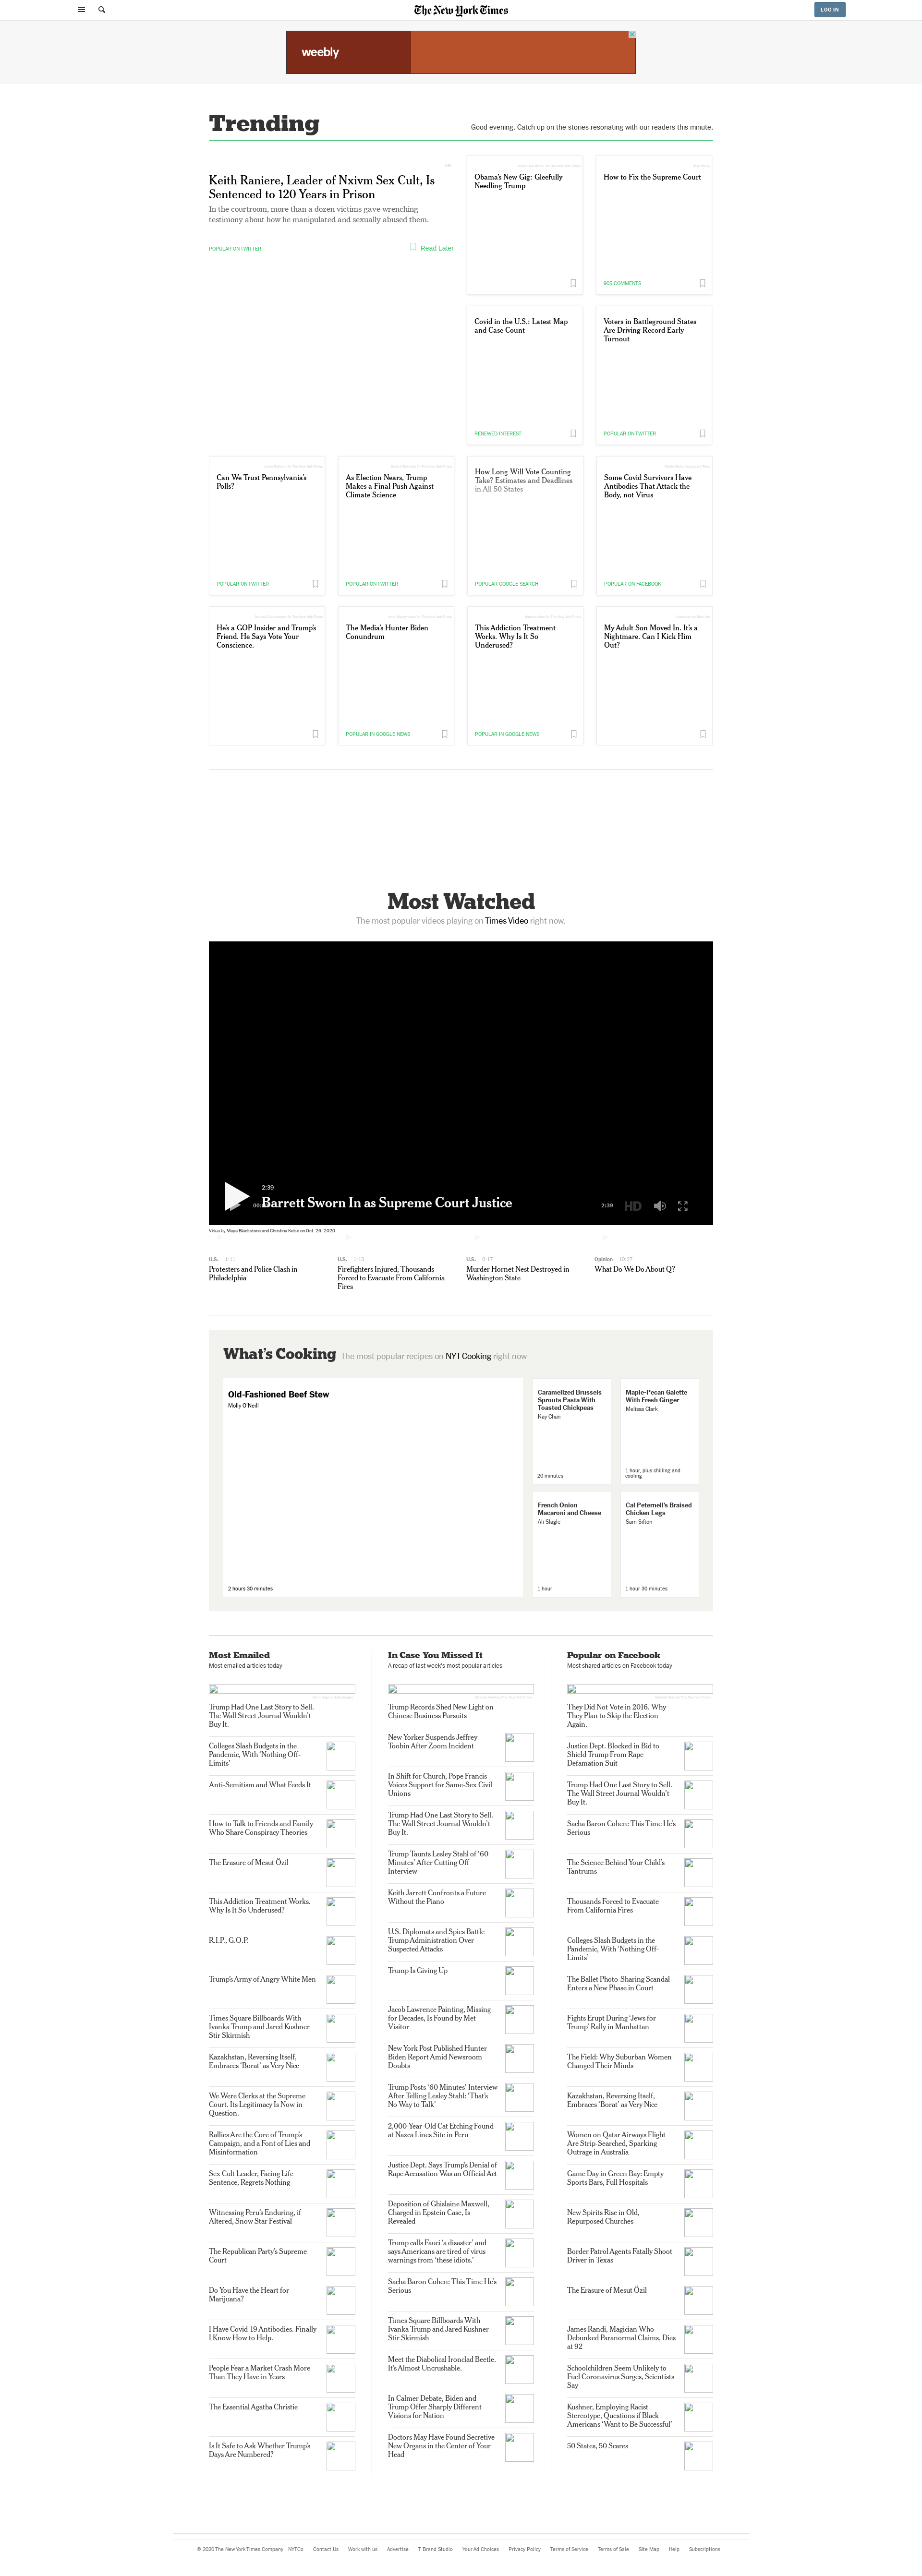 The New York Times
LOG IN
weebly
Trending
Good evening. Catch up on the stories resonating with our readers this minute.
Keith Raniere, Leader of Nxivm Sex Cult, Is
Sentenced to 120 Years in Prison
In the courtroom, more than a dozen victims gave wrenching
testimony about how he manipulated and sexually abused them.
POPULAR ON TWITTER
Read Later
Obama's New Gig: Gleefully
Needling Trump
How to Fix the Supreme Court
905 COMMENTS
Covid in the U.S.: Latest Map
and Case Count
RENEWED INTEREST
Voters in Battleground States
Are Driving Record Early
Turnout
POPULAR ON TWITTER
Can We Trust Pennsylvania's
Polls?
POPULAR ON TWITTER
As Election Nears, Trump
Makes a Final Push Against
Climate Science
POPULAR ON TWITTER
How Long Will Vote Counting
Take? Estimates and Deadlines
in All 50 States
POPULAR GOOGLE SEARCH
Some Covid Survivors Have
Antibodies That Attack the
Body, not Virus
POPULAR ON FACEBOOK
He's a GOP Insider and Trump's
Friend. He Says Vote Your
Conscience.
The Media's Hunter Biden
Conundrum
POPULAR IN GOOGLE NEWS
This Addiction Treatment
Works. Why Is It So
Underused?
POPULAR IN GOOGLE NEWS
My Adult Son Moved In. It's a
Nightmare. Can I Kick Him
Out?
Most Watched
The most popular videos playing on Times Video right now.
2:39
Barrett Sworn In as Supreme Court Justice
2:39
HD
Video by Maya Blackstone and Christina Kelso on Oct. 26, 2020.
U.S. 1:11
Protesters and Police Clash in
Philadelphia
U.S. 1:13
Firefighters Injured, Thousands
Forced to Evacuate From California
Fires
U.S. 0:17
Murder Hornet Nest Destroyed in
Washington State
Opinion 10:27
What Do We Do About Q?
What's Cooking The most popular recipes on NYT Cooking right now
Old-Fashioned Beef Stew
Molly O'Neill
2 hours 30 minutes
Caramelized Brussels
Sprouts Pasta With
Toasted Chickpeas
Kay Chun
20 minutes
Maple-Pecan Galette
With Fresh Ginger
Melissa Clark
1 hour, plus chilling and
cooling
French Onion
Macaroni and Cheese
Ali Slagle
1 hour
Cal Peternell's Braised
Chicken Legs
Sam Sifton
1 hour 30 minutes
Most Emailed
Most emailed articles today
Trump Had One Last Story to Sell.
The Wall Street Journal Wouldn't
Buy It.
Colleges Slash Budgets in the
Pandemic, With 'Nothing Off-
Limits'
Anti-Semitism and What Feeds It
How to Talk to Friends and Family
Who Share Conspiracy Theories
The Erasure of Mesut Özil
This Addiction Treatment Works.
Why Is It So Underused?
R.I.P., G.O.P.
Trump's Army of Angry White Men
Times Square Billboards With
Ivanka Trump and Jared Kushner
Stir Skirmish
Kazakhstan, Reversing Itself,
Embraces 'Borat' as Very Nice
We Were Clerks at the Supreme
Court. Its Legitimacy Is Now in
Question.
Rallies Are the Core of Trump's
Campaign, and a Font of Lies and
Misinformation
Sex Cult Leader, Facing Life
Sentence, Regrets Nothing
Witnessing Peru's Enduring, if
Altered, Snow Star Festival
The Republican Party's Supreme
Court
Do You Have the Heart for
Marijuana?
I Have Covid-19 Antibodies. Finally
I Know How to Help.
People Fear a Market Crash More
Than They Have in Years
The Essential Agatha Christie
Is It Safe to Ask Whether Trump's
Days Are Numbered?
In Case You Missed It
A recap of last week's most popular articles
Trump Records Shed New Light on
Chinese Business Pursuits
New Yorker Suspends Jeffrey
Toobin After Zoom Incident
In Shift for Church, Pope Francis
Voices Support for Same-Sex Civil
Unions
Trump Had One Last Story to Sell.
The Wall Street Journal Wouldn't
Buy It.
Trump Taunts Lesley Stahl of '60
Minutes' After Cutting Off
Interview
Keith Jarrett Confronts a Future
Without the Piano
U.S. Diplomats and Spies Battle
Trump Administration Over
Suspected Attacks
Trump Is Giving Up
Jacob Lawrence Painting, Missing
for Decades, Is Found by Met
Visitor
New York Post Published Hunter
Biden Report Amid Newsroom
Doubts
Trump Posts '60 Minutes' Interview
After Telling Lesley Stahl: 'That's
No Way to Talk'
2,000-Year-Old Cat Etching Found
at Nazca Lines Site in Peru
Justice Dept. Says Trump's Denial of
Rape Accusation Was an Official Act
Deposition of Ghislaine Maxwell,
Charged in Epstein Case, Is
Revealed
Trump calls Fauci 'a disaster' and
says Americans are tired of virus
warnings from 'these idiots.'
Sacha Baron Cohen: This Time He's
Serious
Times Square Billboards With
Ivanka Trump and Jared Kushner
Stir Skirmish
Meet the Diabolical Ironclad Beetle.
It's Almost Uncrushable.
In Calmer Debate, Biden and
Trump Offer Sharply Different
Visions for Nation
Doctors May Have Found Secretive
New Organs in the Center of Your
Head
Popular on Facebook
Most shared articles on Facebook today
They Did Not Vote in 2016. Why
They Plan to Skip the Election
Again.
Justice Dept. Blocked in Bid to
Shield Trump From Rape
Defamation Suit
Trump Had One Last Story to Sell.
The Wall Street Journal Wouldn't
Buy It.
Sacha Baron Cohen: This Time He's
Serious
The Science Behind Your Child's
Tantrums
Thousands Forced to Evacuate
From California Fires
Colleges Slash Budgets in the
Pandemic, With 'Nothing Off-
Limits'
The Ballet Photo-Sharing Scandal
Enters a New Phase in Court
Fights Erupt During 'Jews for
Trump' Rally in Manhattan
The Field: Why Suburban Women
Changed Their Minds
Kazakhstan, Reversing Itself,
Embraces 'Borat' as Very Nice
Women on Qatar Airways Flight
Are Strip-Searched, Sparking
Outrage in Australia
Game Day in Green Bay: Empty
Sports Bars, Full Hospitals
New Spirits Rise in Old,
Repurposed Churches
Border Patrol Agents Fatally Shoot
Driver in Texas
The Erasure of Mesut Özil
James Randi, Magician Who
Debunked Paranormal Claims, Dies
at 92
Schoolchildren Seem Unlikely to
Fuel Coronavirus Surges, Scientists
Say
Kushner, Employing Racist
Stereotype, Questions if Black
Americans 'Want to Be Successful'
50 States, 50 Scares
© 2020 The New York Times Company NYTCo Contact Us Work with us Advertise T Brand Studio Your Ad Choices Privacy Policy Terms of Service Terms of Sale Site Map Help Subscriptions